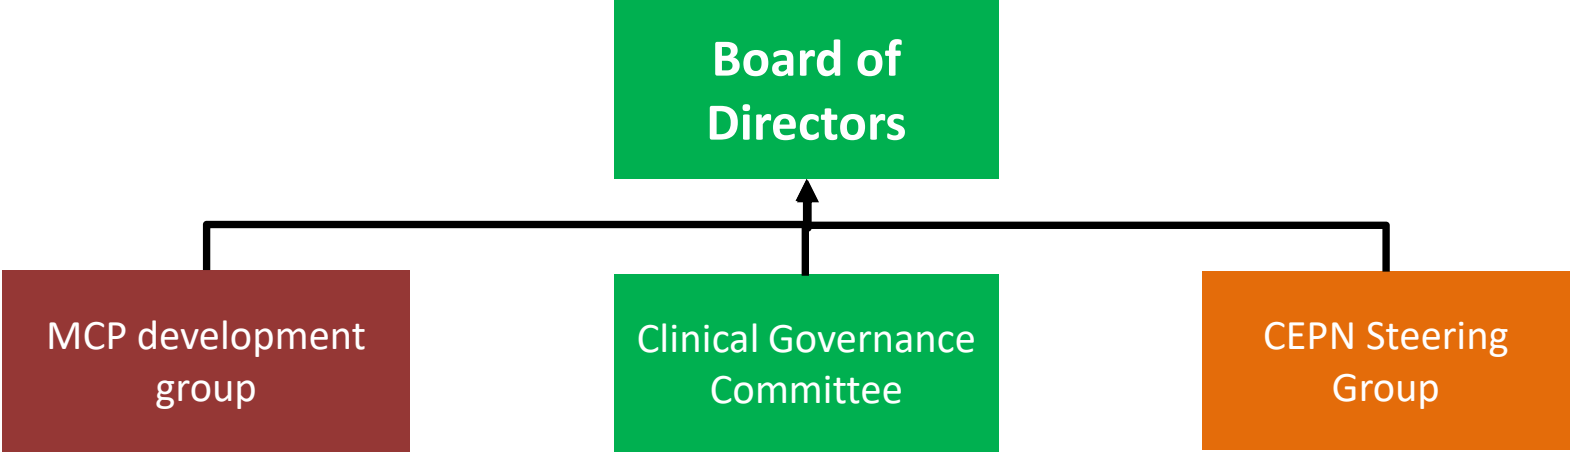 Board of
Directors
MCP development
group
Clinical Governance
Committee
CEPN Steering
Group